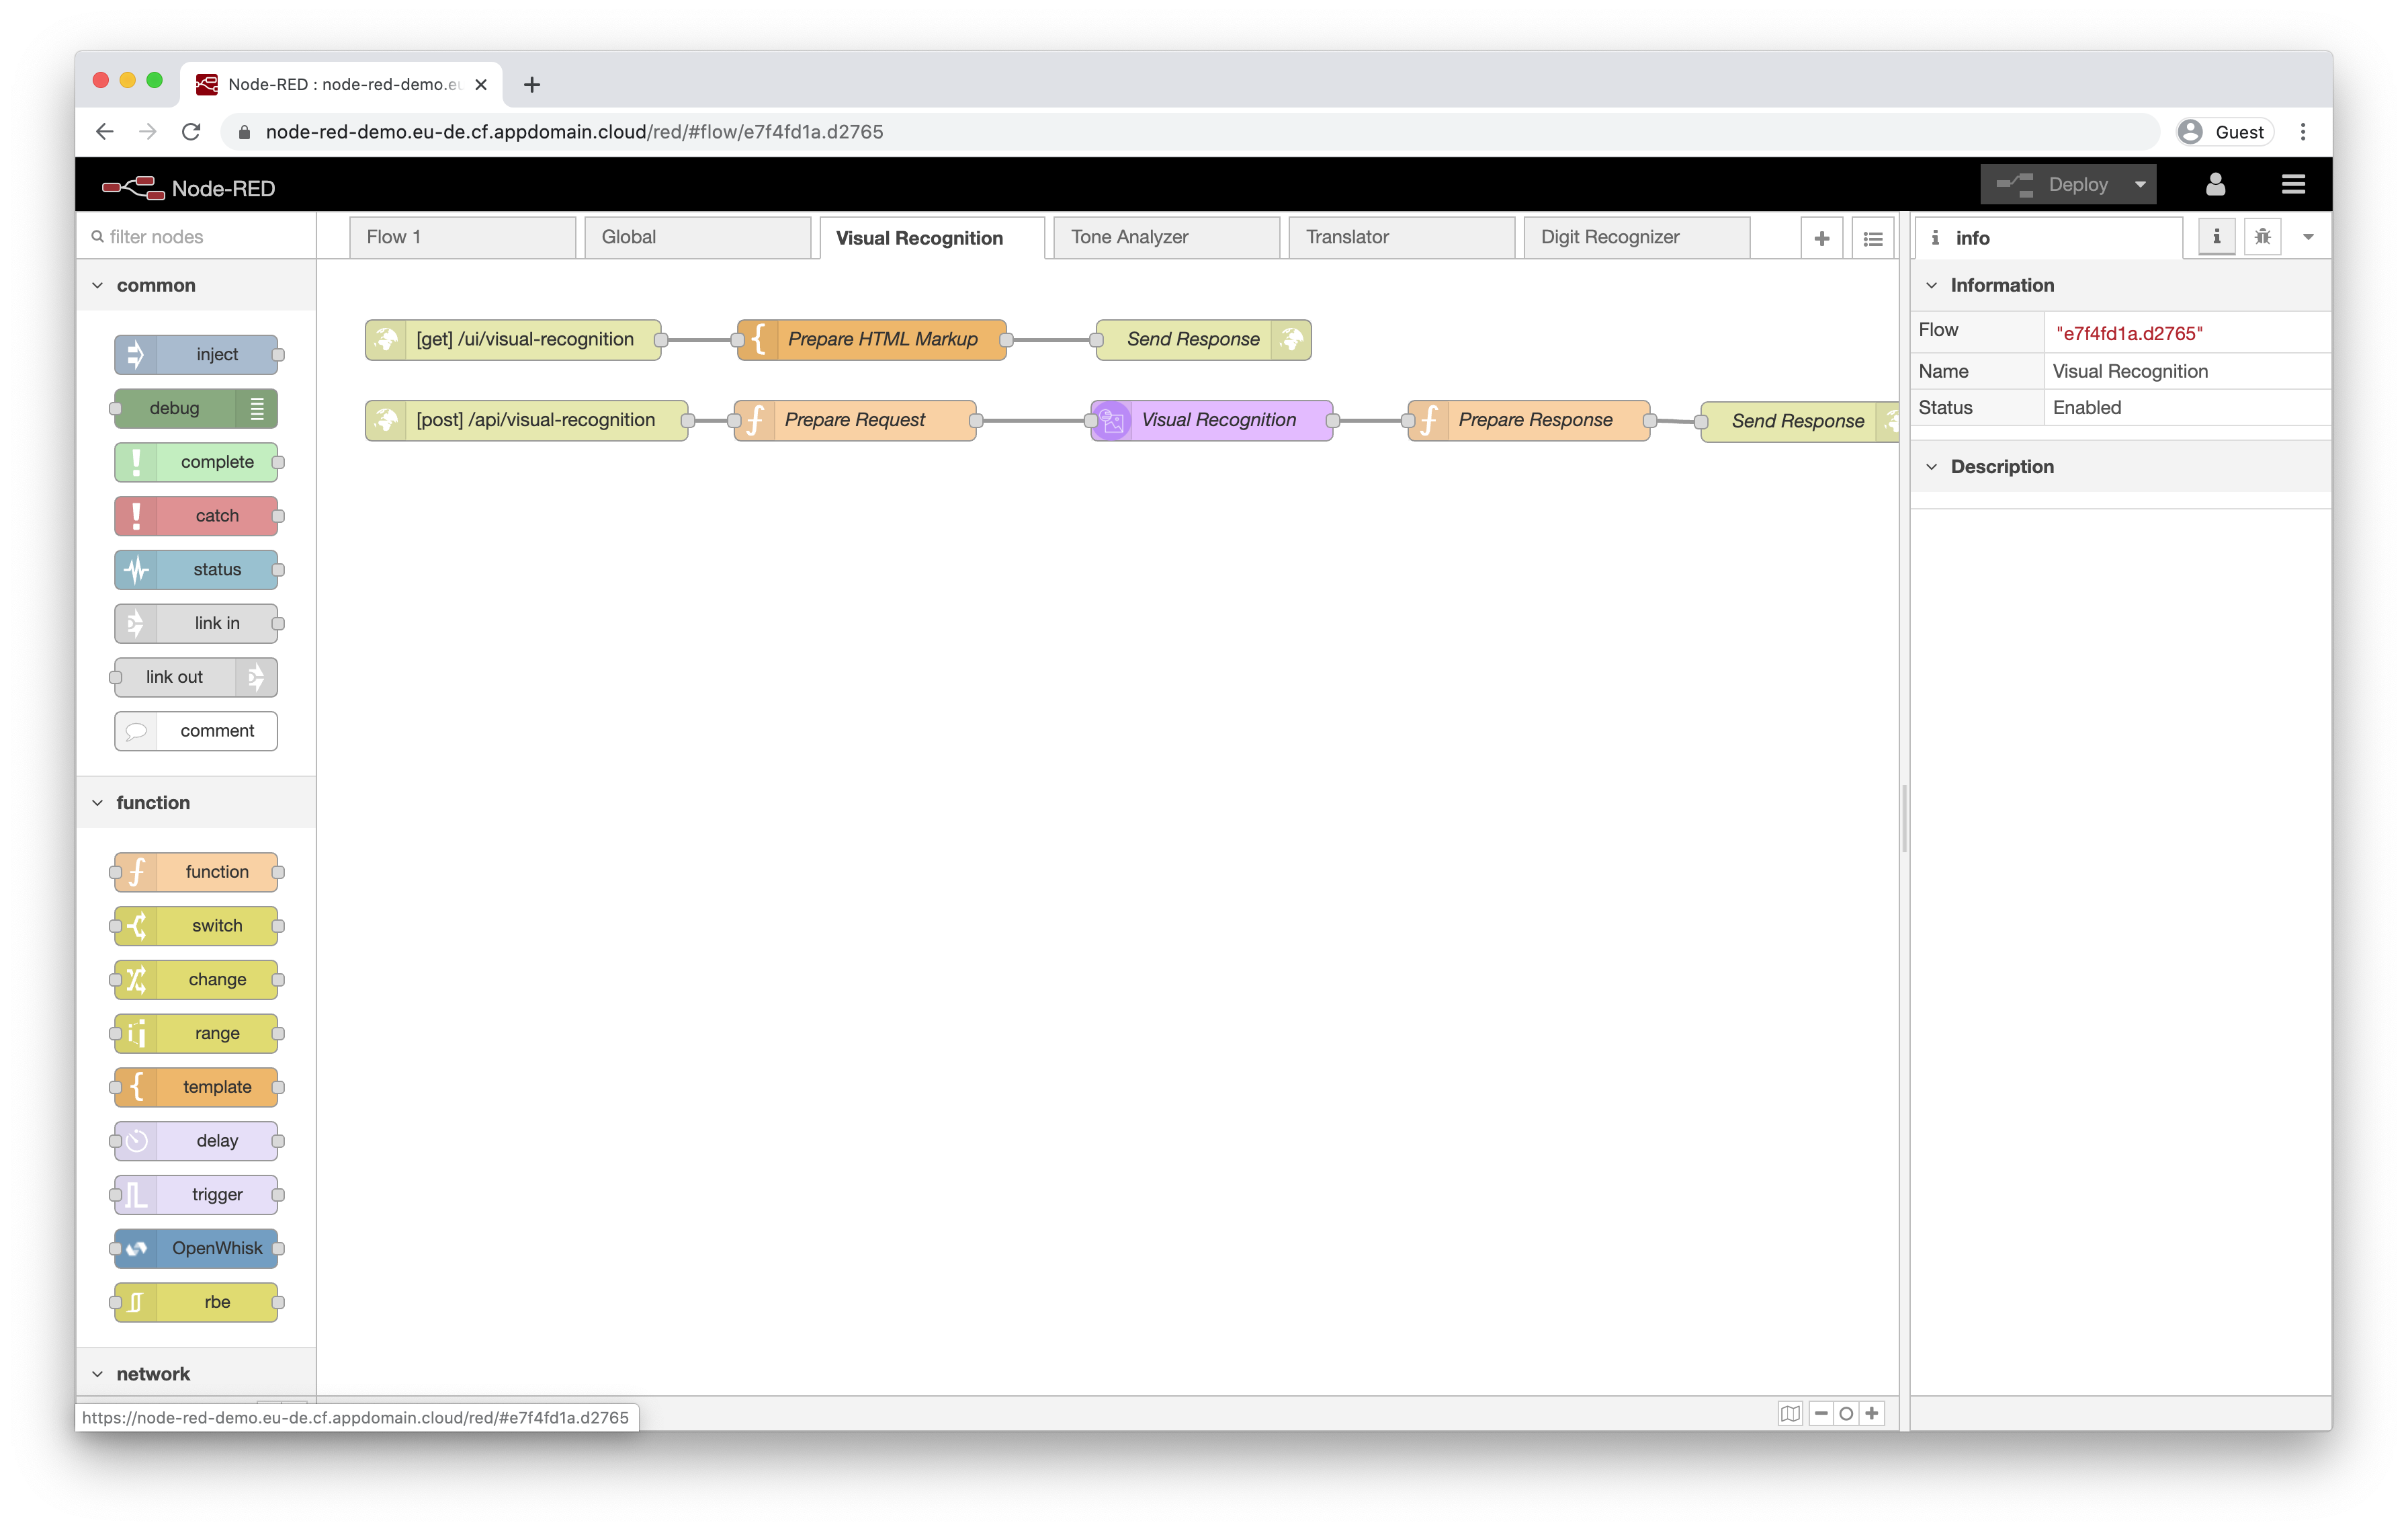 Node-RED : node-red-demo.eu
node-red-demo.eu-de.cf.appdomain.cloud/red/#flow/e7f4fd1a.d2765
Guest
Node-RED
Deploy
filter nodes
Flow 1
Global
Visual Recognition
Tone Analyzer
Translator
Digit Recognizer
i info
i
common
inject
debug
complete
catch
status
link in
link out
comment
function
function
switch
change
range
template
delay
trigger
OpenWhisk
rbe
network
[get] /ui/visual-recognition
Prepare HTML Markup
Send Response
[post] /api/visual-recognition
Prepare Request
Visual Recognition
Prepare Response
Send Response
Information
Flow "e7f4fd1a.d2765"
Name Visual Recognition
Status Enabled
Description
https://node-red-demo.eu-de.cf.appdomain.cloud/red/#e7f4fd1a.d2765